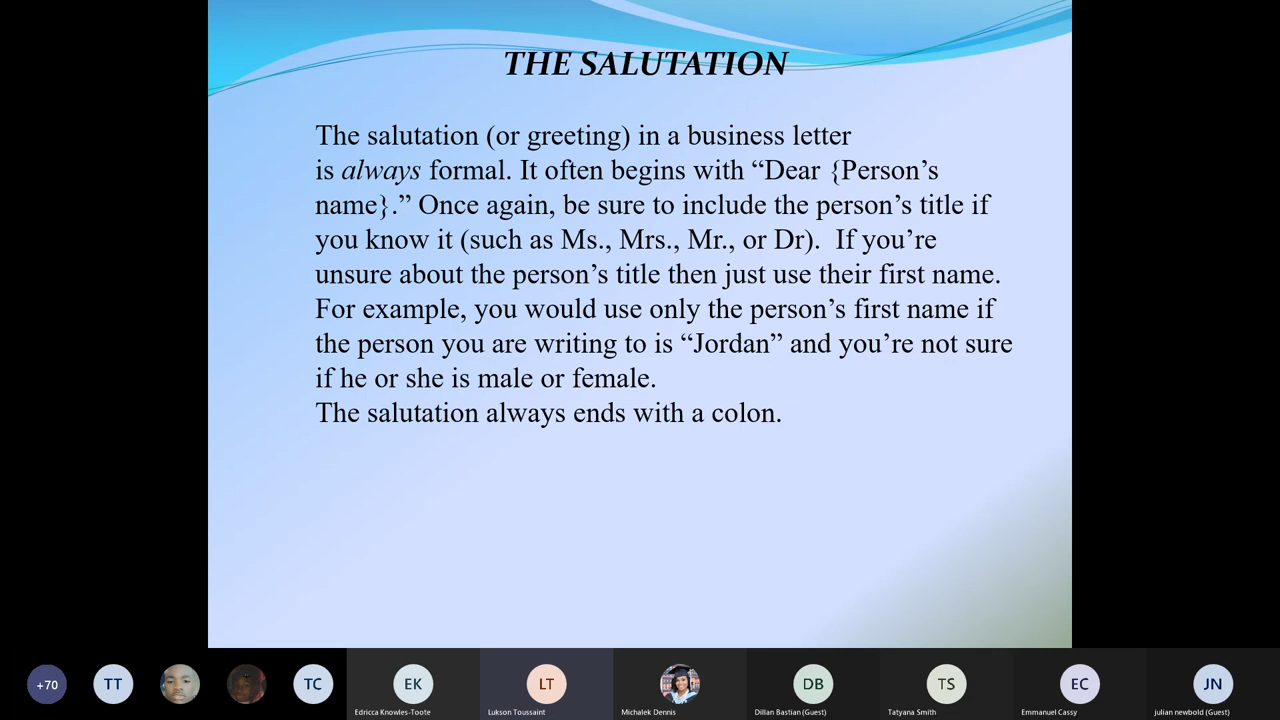 THE SALUTATION
The salutation (or greeting) in a business letter
is always formal. It often begins with “Dear {Person’s
name}.” Once again, be sure to include the person’s title if
you know it (such as Ms., Mrs., Mr., or Dr).  If you’re
unsure about the person’s title then just use their first name.
For example, you would use only the person’s first name if
the person you are writing to is “Jordan” and you’re not sure
if he or she is male or female.
The salutation always ends with a colon.
+70
TT
TC
EK
LT
DB
TS
EC
JN
Edricca Knowles-Toote
Lukson Toussaint
Michalek Dennis
Dillan Bastian (Guest)
Tatyana Smith
Emmanuel Cassy
julian newbold (Guest)